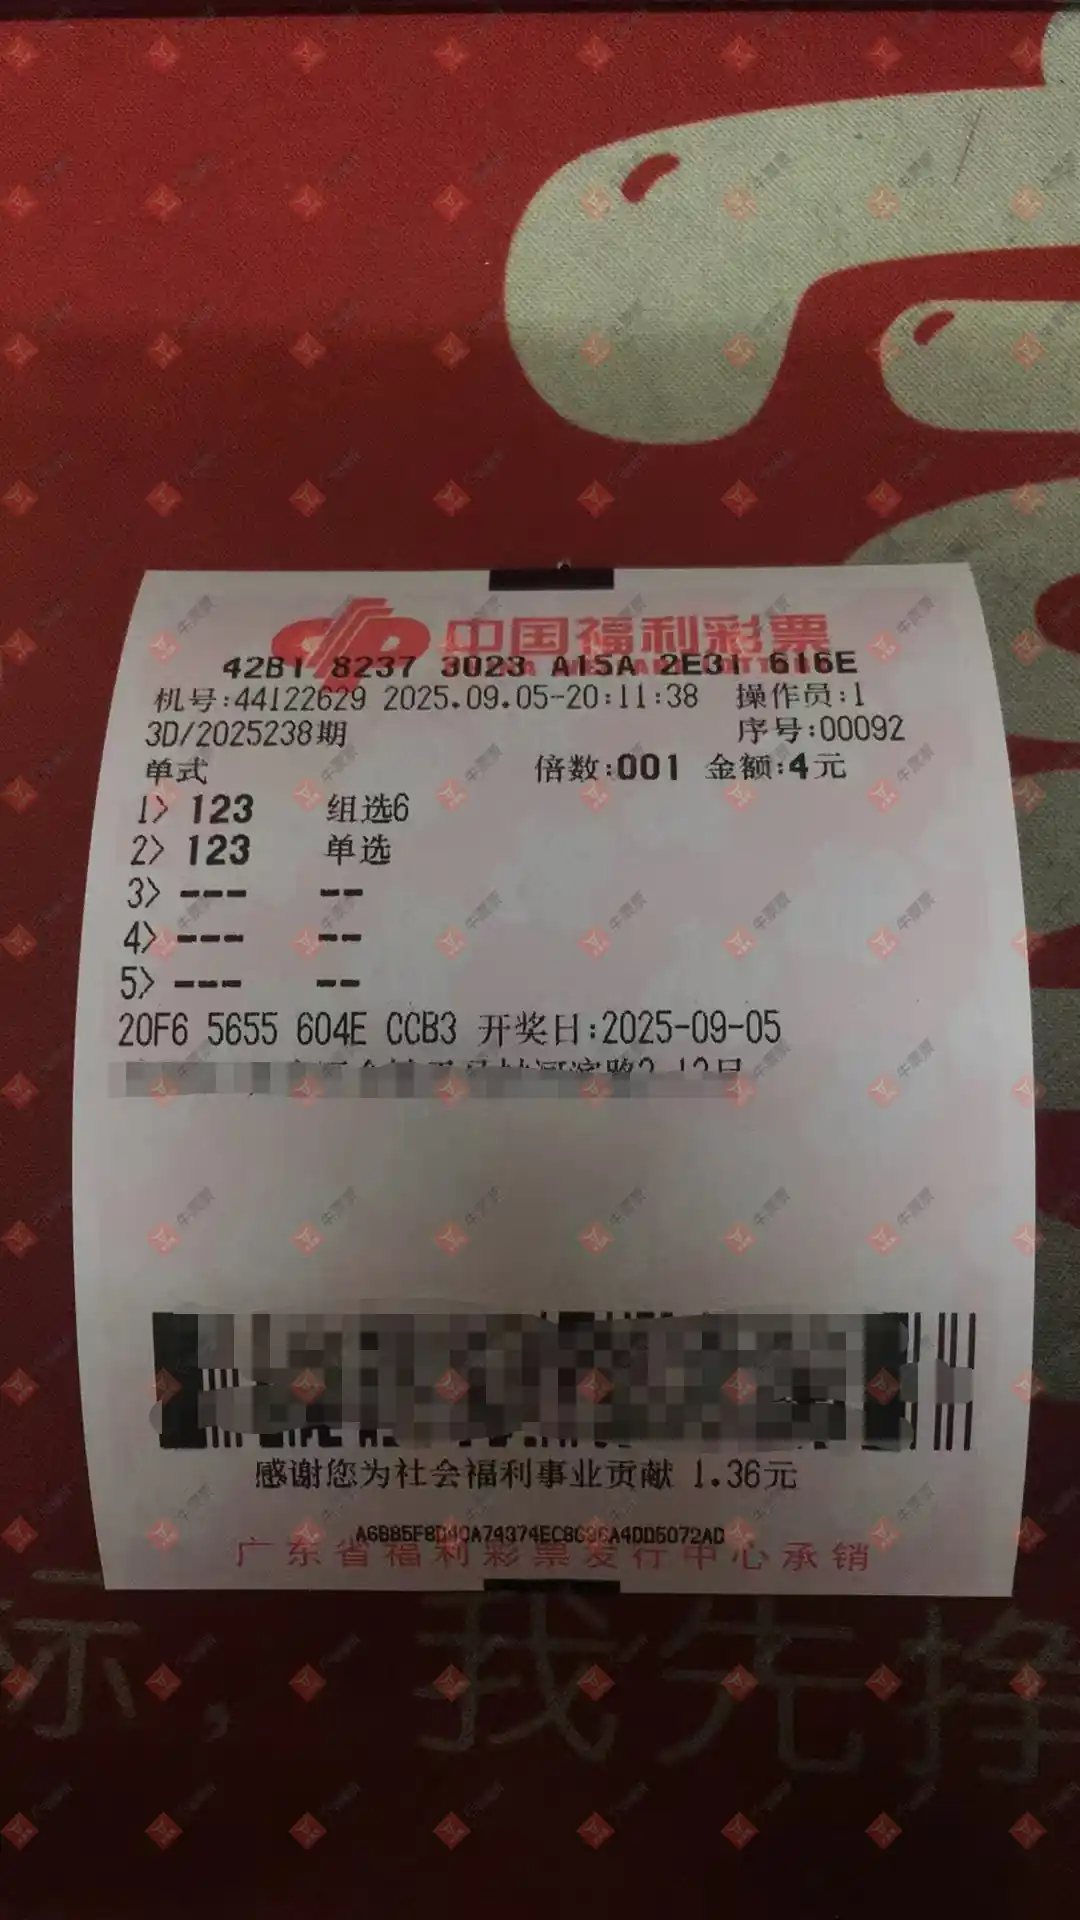 中国福利彩票
42B1 8237 3023 A15A 2E31 616E
机号:44122629 2025.09.05-20:11:38 操作员:1
3D/2025238期 序号:00092
单式 倍数:001 金额:4元
1> 123 组选6
2> 123 单选
3> --- --
4> --- --
5> --- --
20F6 5655 604E CCB3 开奖日:2025-09-05
感谢您为社会福利事业贡献 1.36元
广东省福利彩票发行中心承销
示，我先挣